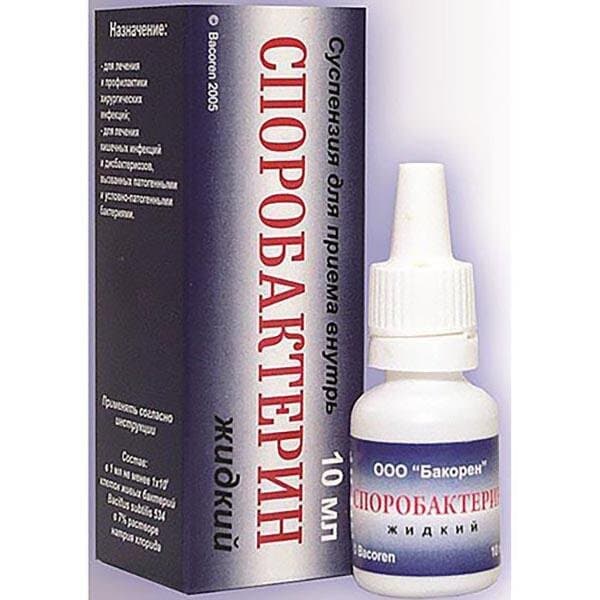 Назначение:
- для лечения
и профилактики
хирургических
инфекций;
- для лечения
кишечных инфекций
и дисбактериозов,
вызванных патогенными
и условно-патогенными
бактериями.
Применять согласно
инструкции
Состав:
в 1 мл не менее 1х10⁹
клеток живых бактерий
Bacillus subtilis 534
в 7% растворе
натрия хлорида
© Bacoren 2005
СПОРОБАКТЕРИН
жидкий
Суспензия для приема внутрь
10 мл
ООО "Бакорен"
СПОРОБАКТЕРИН
ЖИДКИЙ
Bacoren
10